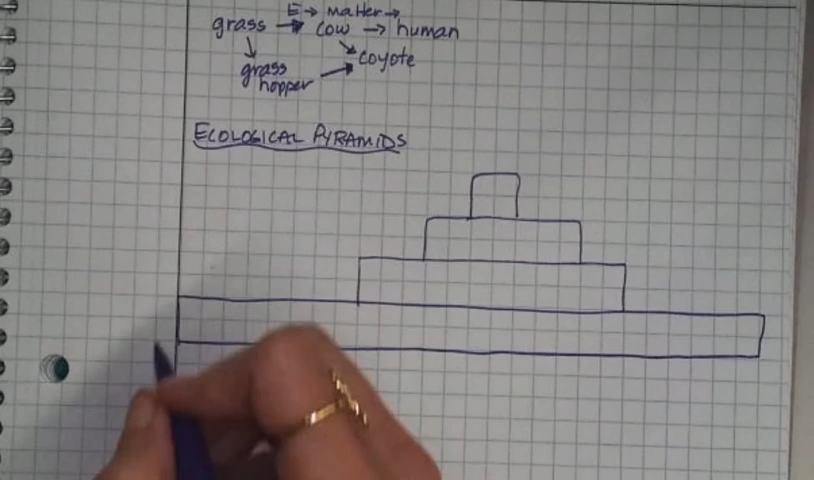 E → matter →
grass → cow → human
grass hopper → coyote
ECOLOGICAL PYRAMIDS